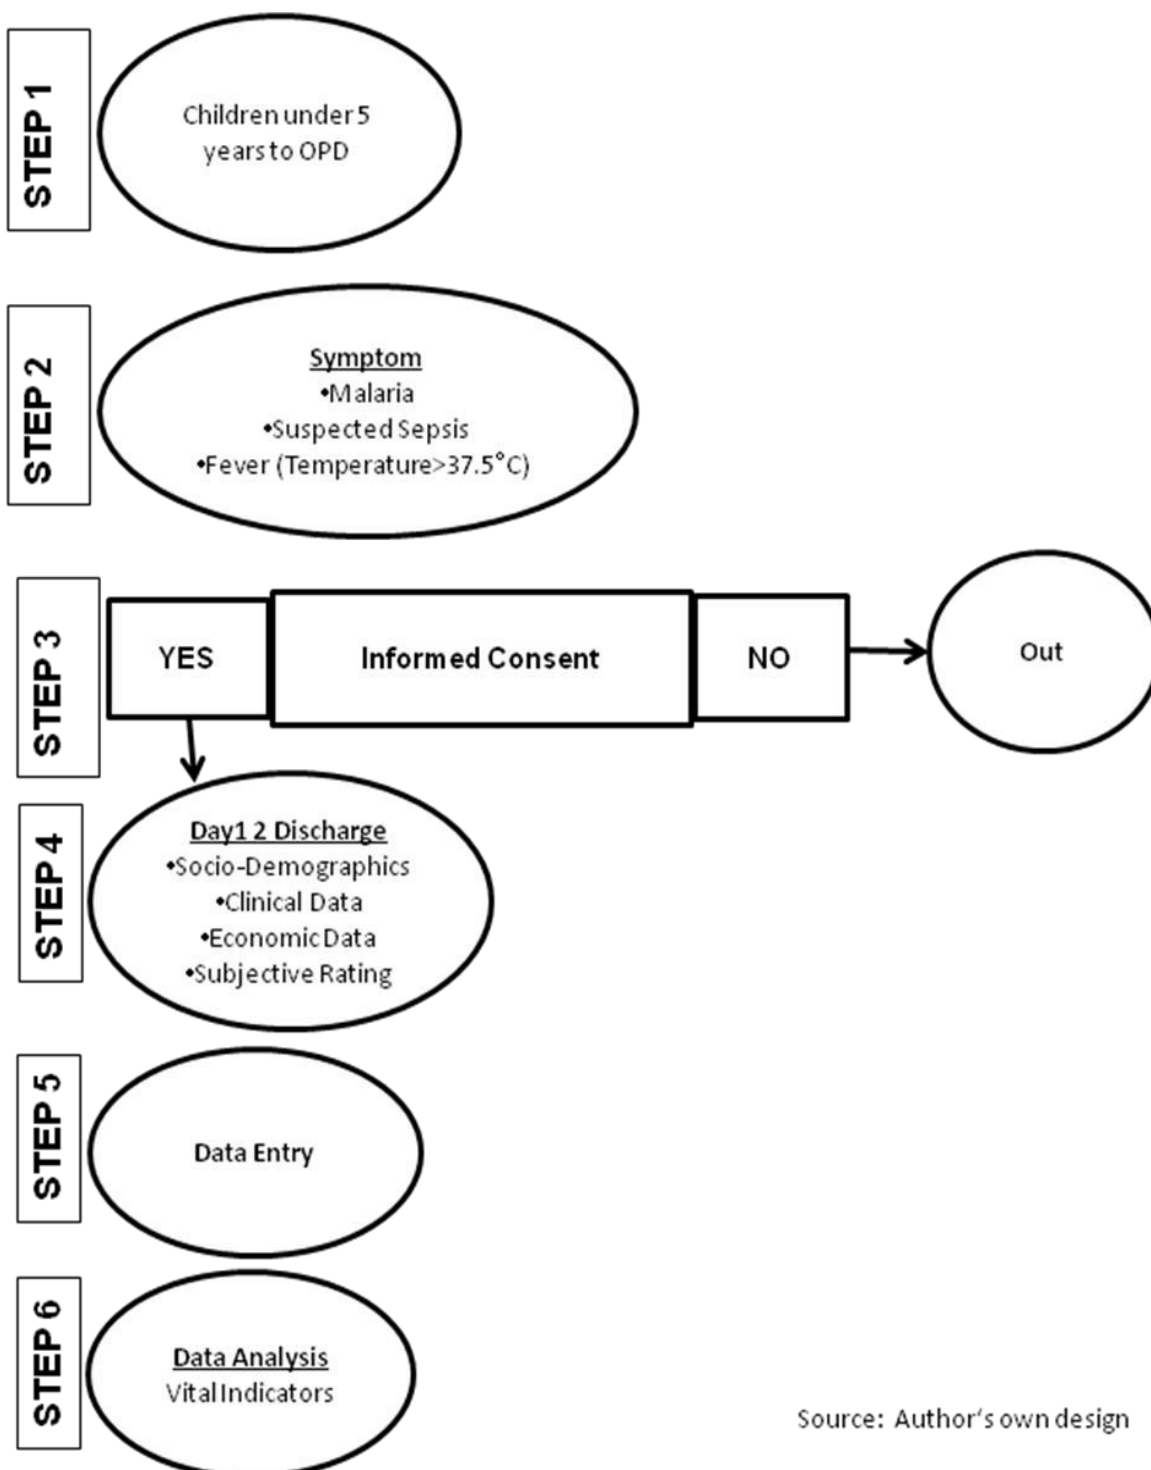 STEP 1
Children under 5
years to OPD
STEP 2
Symptom
•Malaria
•Suspected Sepsis
•Fever (Temperature>37.5°C)
STEP 3
YES
Informed Consent
NO
Out
STEP 4
Day1 2 Discharge
•Socio-Demographics
•Clinical Data
•Economic Data
•Subjective Rating
STEP 5
Data Entry
STEP 6
Data Analysis
Vital Indicators
Source: Author's own design